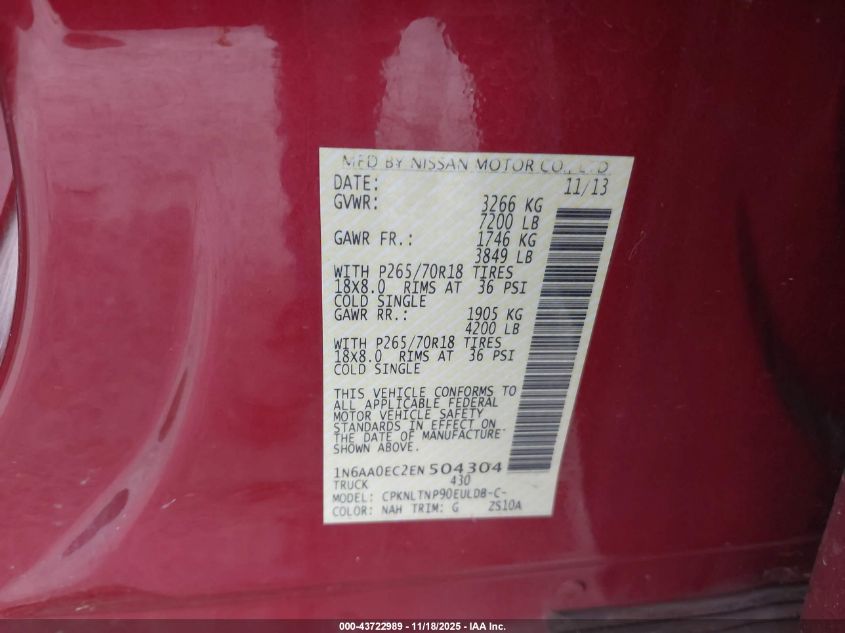 MFD BY NISSAN MOTOR CO., LTD
DATE: 11/13
GVWR: 3266 KG
7200 LB
GAWR FR.: 1746 KG
3849 LB
WITH P265/70R18 TIRES
18X8.0 RIMS AT 36 PSI
COLD SINGLE
GAWR RR.: 1905 KG
4200 LB
WITH P265/70R18 TIRES
18X8.0 RIMS AT 36 PSI
COLD SINGLE
THIS VEHICLE CONFORMS TO
ALL APPLICABLE FEDERAL
MOTOR VEHICLE SAFETY
STANDARDS IN EFFECT ON
THE DATE OF MANUFACTURE
SHOWN ABOVE.
1N6AA0EC2EN504304
TRUCK 430
MODEL: CPKNLTNP90EULDB-C-
COLOR: NAH TRIM: G ZS10A
000-43722989 - 11/18/2025 - IAA Inc.